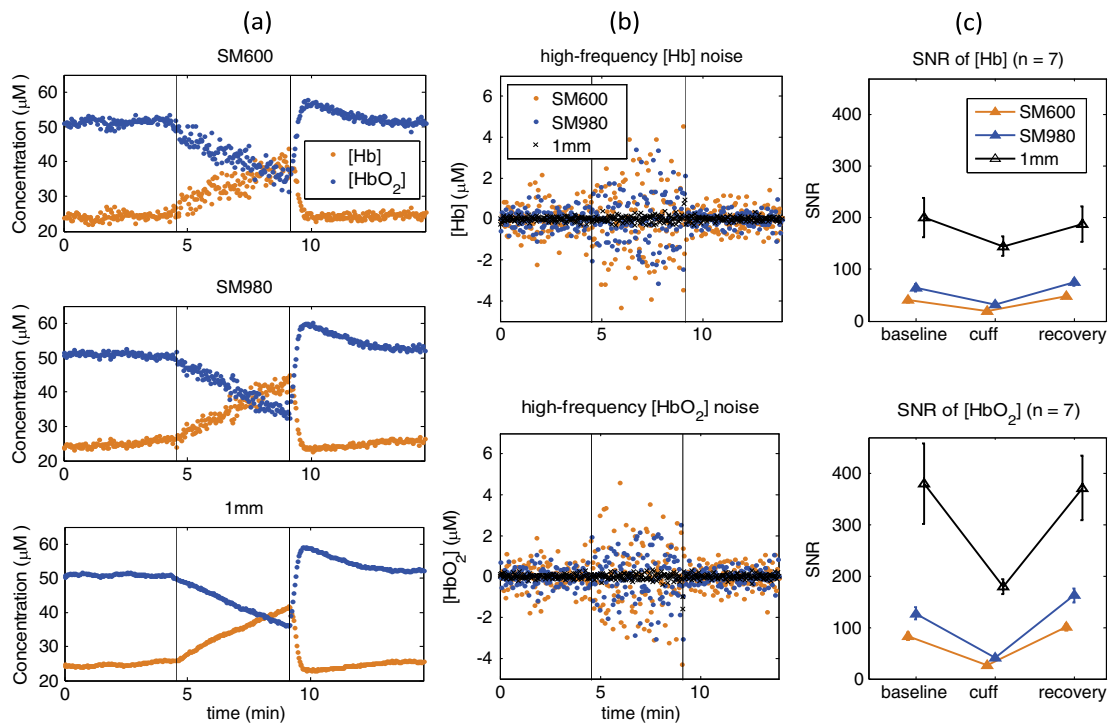 (a)
SM600
Concentration (μM)
60
50
40
30
20
0
5
10
[Hb]
[HbO₂]
SM980
Concentration (μM)
60
50
40
30
20
0
5
10
1mm
Concentration (μM)
60
50
40
30
20
0
5
10
time (min)
(b)
high-frequency [Hb] noise
[Hb] (μM)
6
4
2
0
-2
-4
0
5
10
SM600
SM980
1mm
high-frequency [HbO₂] noise
[HbO₂] (μM)
6
4
2
0
-2
-4
0
5
10
time (min)
(c)
SNR of [Hb] (n = 7)
SNR
400
300
200
100
0
baseline
cuff
recovery
SM600
SM980
1mm
SNR of [HbO₂] (n = 7)
SNR
400
300
200
100
0
baseline
cuff
recovery